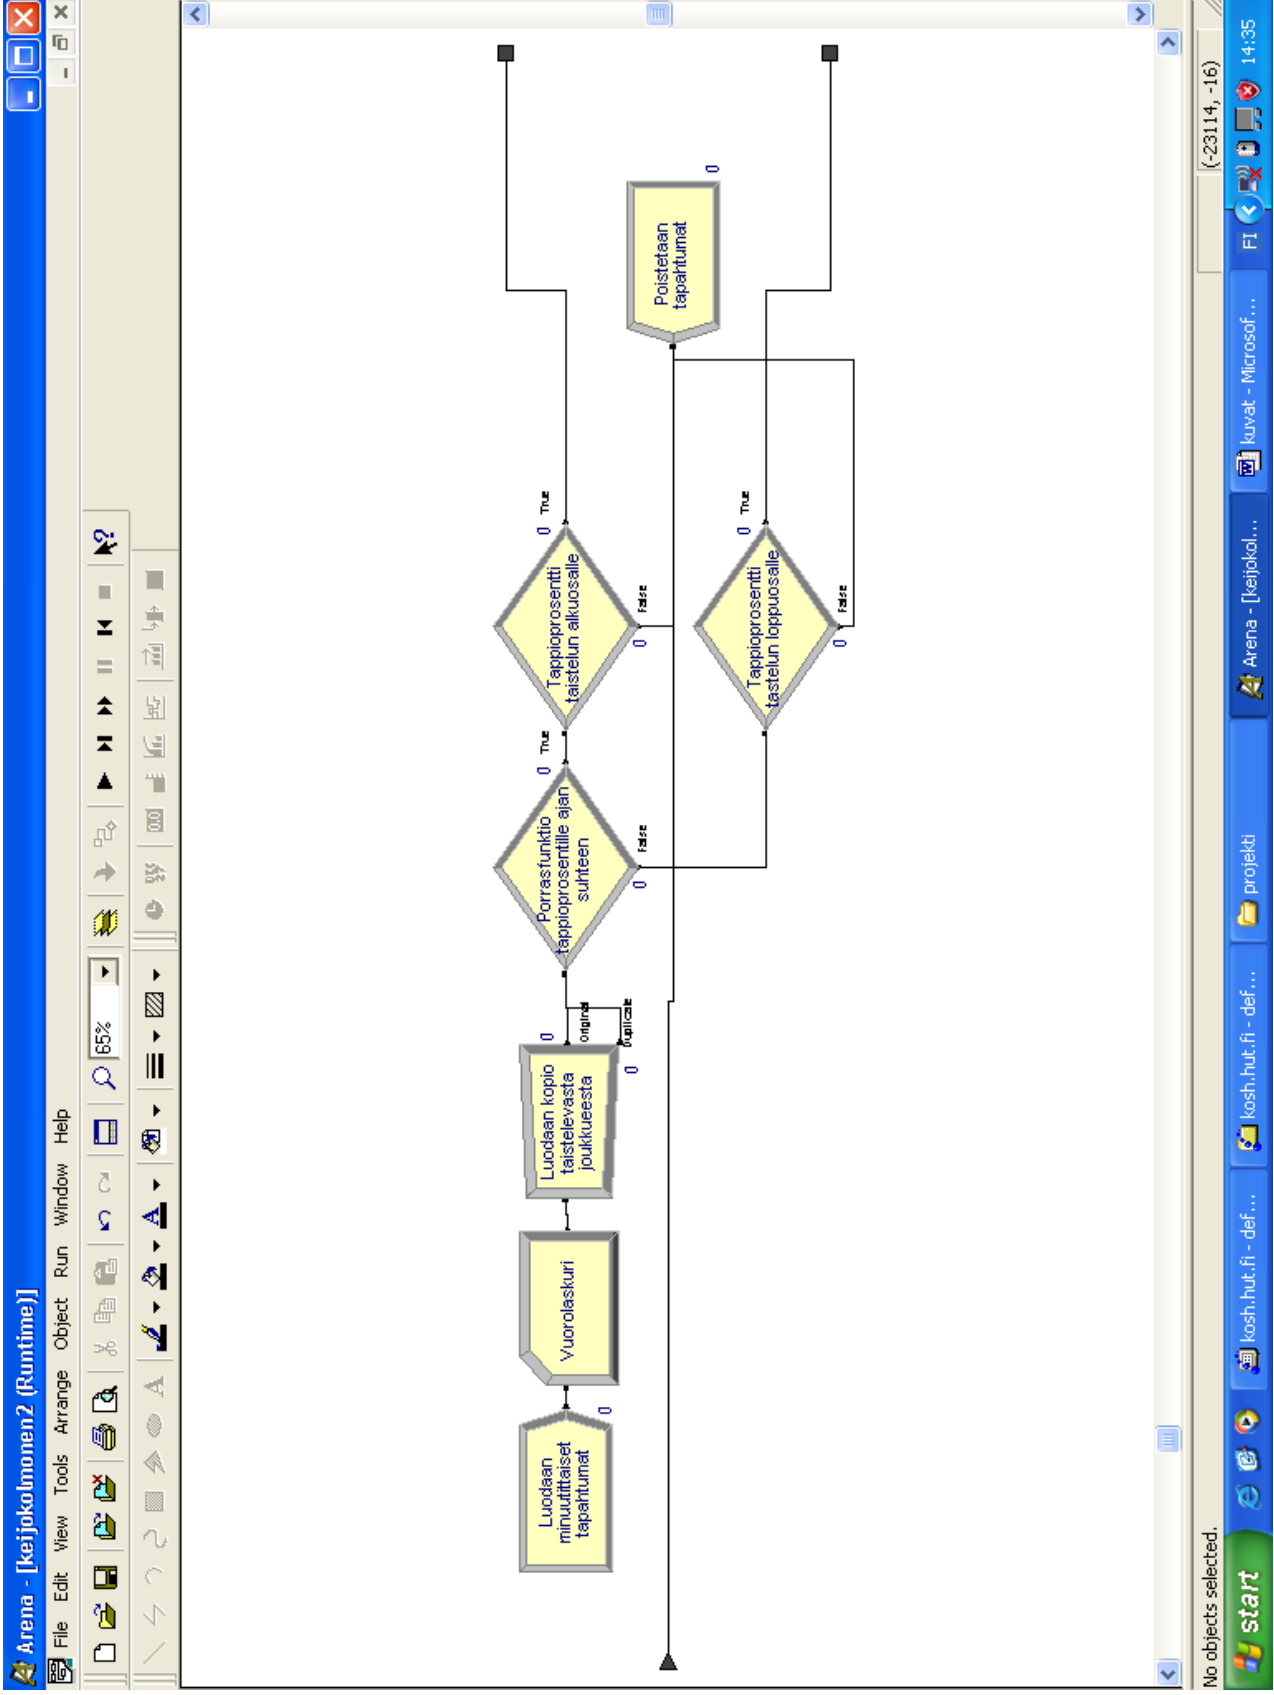 Arena - [keijokolmonen2 (Runtime)]
File Edit View Tools Arrange Object Run Window Help
65%
Luodaan
minuutittaiset
tapahtumat
0
Vuorolaskuri
Luodaan kopio
taistelevasta
joukkueesta
0
Original
0
Duplicate
Porrasfunktio
tappioprosentille ajan
suhteen
0 True
0 False
Tappioprosentti
taistelun alkuosalle
0 True
0 False
Tappioprosentti
tastelun loppuosalle
0 True
0 False
Poistetaan
tapahtumat
0
No objects selected.
(-23114, -16)
start
kosh.hut.fi - def...
kosh.hut.fi - def...
projekti
Arena - [keijokol...
kuvat - Microsof...
FI
14:35